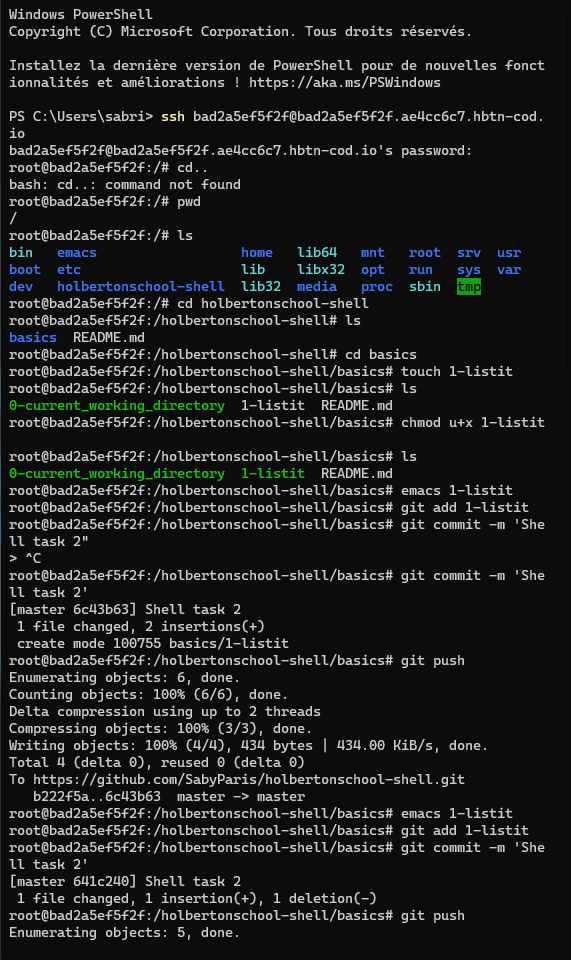 Windows PowerShell
Copyright (C) Microsoft Corporation. Tous droits réservés.
Installez la dernière version de PowerShell pour de nouvelles fonct
ionnalités et améliorations ! https://aka.ms/PSWindows
PS C:\Users\sabri> ssh bad2a5ef5f2f@bad2a5ef5f2f.ae4cc6c7.hbtn-cod.
io
bad2a5ef5f2f@bad2a5ef5f2f.ae4cc6c7.hbtn-cod.io's password:
root@bad2a5ef5f2f:/# cd..
bash: cd..: command not found
root@bad2a5ef5f2f:/# pwd
/
root@bad2a5ef5f2f:/# ls
bin   emacs                  home   lib64   mnt   root  srv  usr
boot  etc                    lib    libx32  opt   run   sys  var
dev   holbertonschool-shell  lib32  media   proc  sbin  tmp
root@bad2a5ef5f2f:/# cd holbertonschool-shell
root@bad2a5ef5f2f:/holbertonschool-shell# ls
basics  README.md
root@bad2a5ef5f2f:/holbertonschool-shell# cd basics
root@bad2a5ef5f2f:/holbertonschool-shell/basics# touch 1-listit
root@bad2a5ef5f2f:/holbertonschool-shell/basics# ls
0-current_working_directory  1-listit  README.md
root@bad2a5ef5f2f:/holbertonschool-shell/basics# chmod u+x 1-listit
root@bad2a5ef5f2f:/holbertonschool-shell/basics# ls
0-current_working_directory  1-listit  README.md
root@bad2a5ef5f2f:/holbertonschool-shell/basics# emacs 1-listit
root@bad2a5ef5f2f:/holbertonschool-shell/basics# git add 1-listit
root@bad2a5ef5f2f:/holbertonschool-shell/basics# git commit -m 'She
ll task 2"
> ^C
root@bad2a5ef5f2f:/holbertonschool-shell/basics# git commit -m 'She
ll task 2'
[master 6c43b63] Shell task 2
 1 file changed, 2 insertions(+)
 create mode 100755 basics/1-listit
root@bad2a5ef5f2f:/holbertonschool-shell/basics# git push
Enumerating objects: 6, done.
Counting objects: 100% (6/6), done.
Delta compression using up to 2 threads
Compressing objects: 100% (3/3), done.
Writing objects: 100% (4/4), 434 bytes | 434.00 KiB/s, done.
Total 4 (delta 0), reused 0 (delta 0)
To https://github.com/SabyParis/holbertonschool-shell.git
   b222f5a..6c43b63  master -> master
root@bad2a5ef5f2f:/holbertonschool-shell/basics# emacs 1-listit
root@bad2a5ef5f2f:/holbertonschool-shell/basics# git add 1-listit
root@bad2a5ef5f2f:/holbertonschool-shell/basics# git commit -m 'She
ll task 2'
[master 641c240] Shell task 2
 1 file changed, 1 insertion(+), 1 deletion(-)
root@bad2a5ef5f2f:/holbertonschool-shell/basics# git push
Enumerating objects: 5, done.